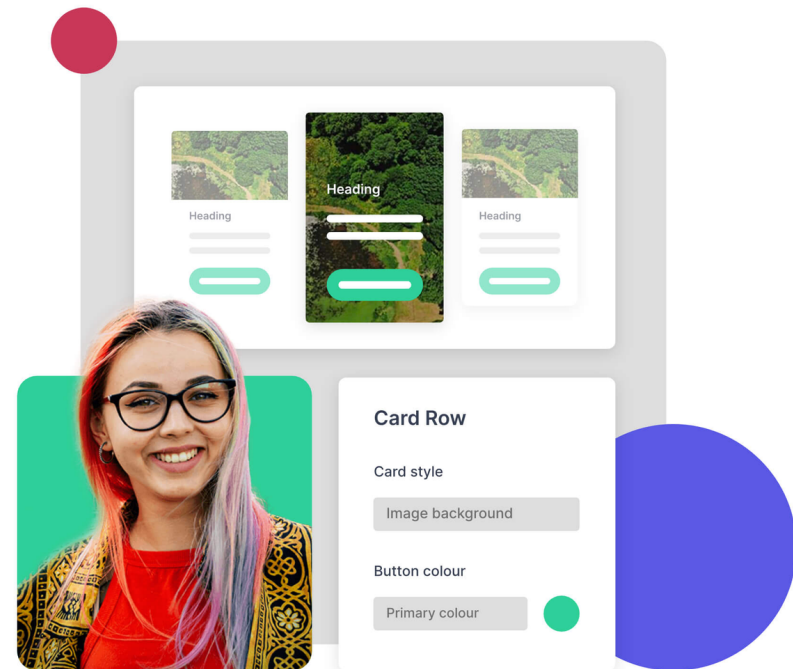 Heading
Heading
Heading
Card Row
Card style
Image background
Button colour
Primary colour